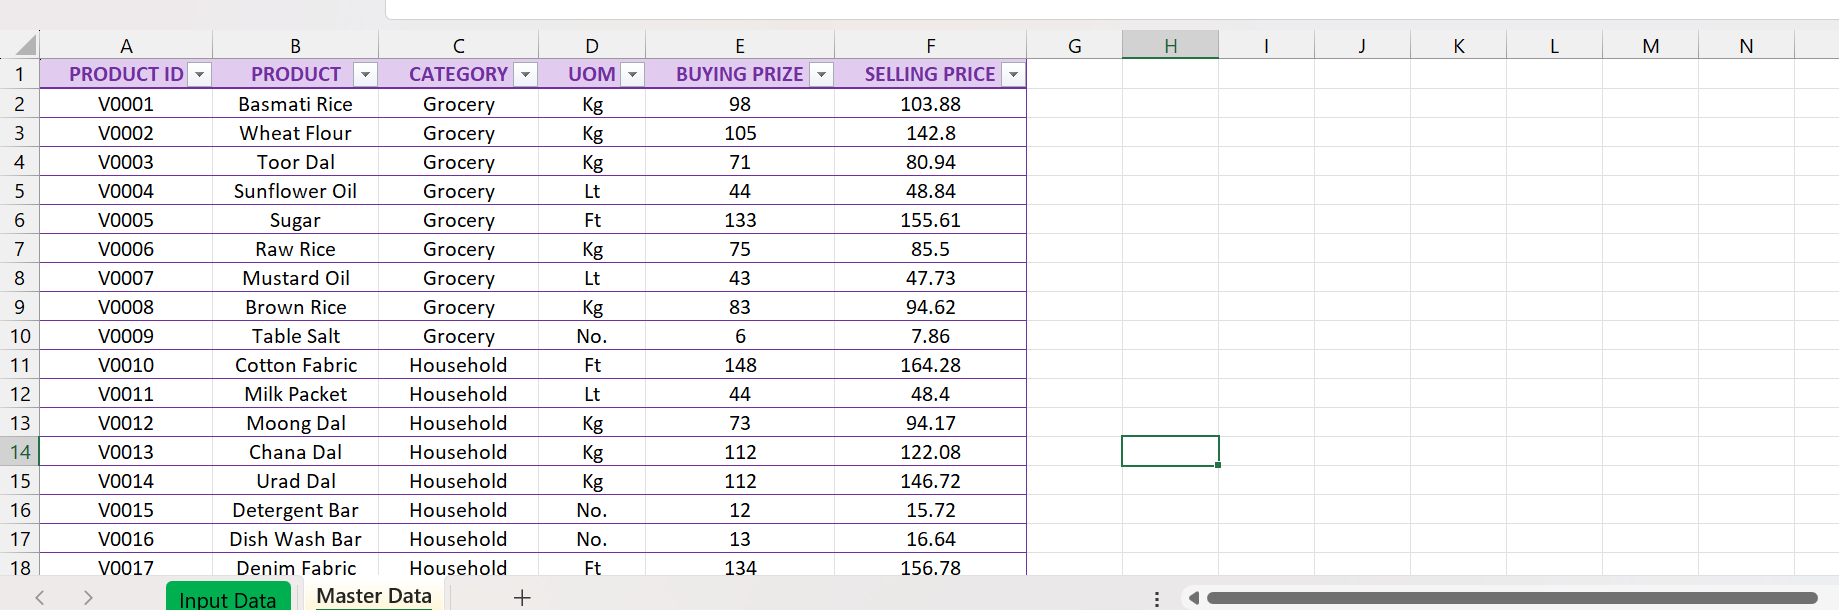 A B C D E F G H I J K L M N
1 PRODUCT ID PRODUCT CATEGORY UOM BUYING PRIZE SELLING PRICE
2 V0001 Basmati Rice Grocery Kg 98 103.88
3 V0002 Wheat Flour Grocery Kg 105 142.8
4 V0003 Toor Dal Grocery Kg 71 80.94
5 V0004 Sunflower Oil Grocery Lt 44 48.84
6 V0005 Sugar Grocery Ft 133 155.61
7 V0006 Raw Rice Grocery Kg 75 85.5
8 V0007 Mustard Oil Grocery Lt 43 47.73
9 V0008 Brown Rice Grocery Kg 83 94.62
10 V0009 Table Salt Grocery No. 6 7.86
11 V0010 Cotton Fabric Household Ft 148 164.28
12 V0011 Milk Packet Household Lt 44 48.4
13 V0012 Moong Dal Household Kg 73 94.17
14 V0013 Chana Dal Household Kg 112 122.08
15 V0014 Urad Dal Household Kg 112 146.72
16 V0015 Detergent Bar Household No. 12 15.72
17 V0016 Dish Wash Bar Household No. 13 16.64
18 V0017 Denim Fabric Household Ft 134 156.78
Input Data Master Data